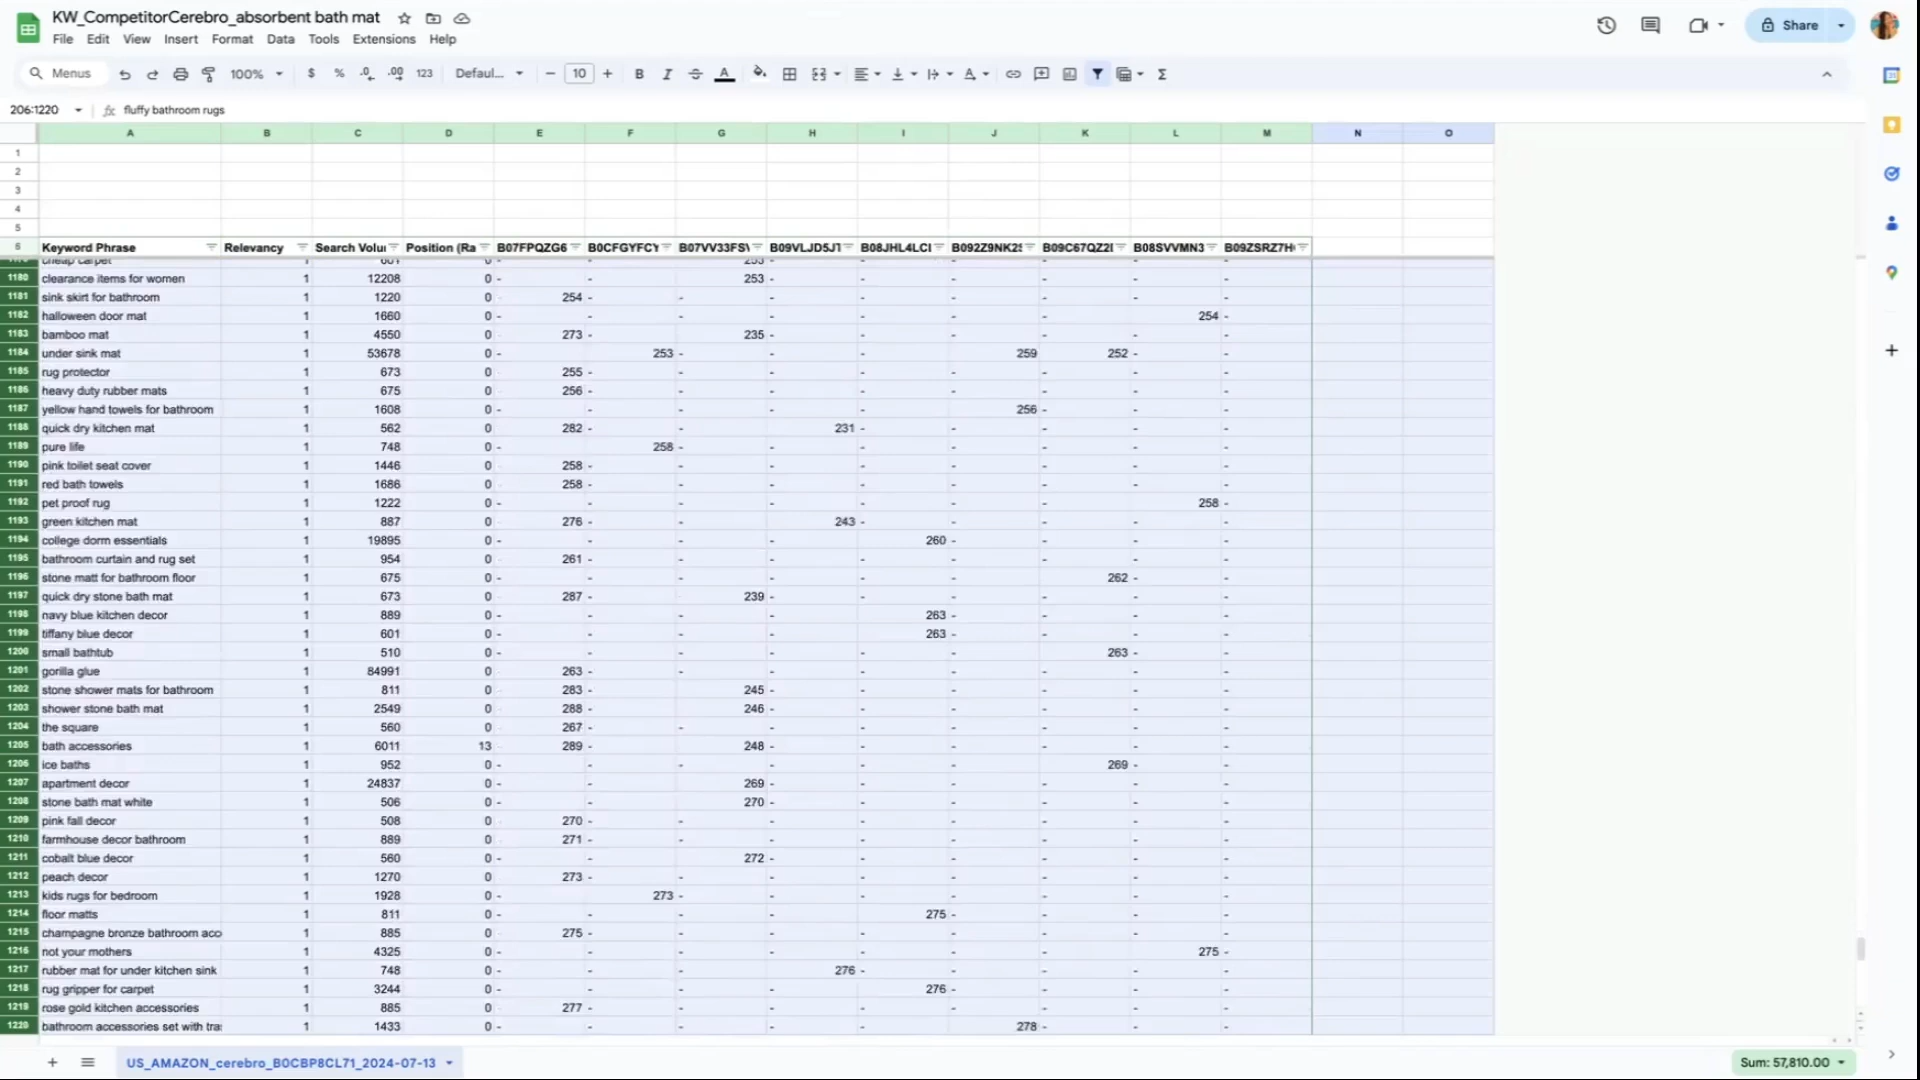 KW_CompetitorCerebro_absorbent bath mat
File Edit View Insert Format Data Tools Extensions Help
Share
Menus 100% $ % .0 .00 123 Defaul... − 10 + B I S A Σ
206:1220 fx fluffy bathroom rugs
A B C D E F G H I J K L M N O
1
2
3
4
5
6 Keyword Phrase Relevancy Search Volu Position (Ra B07FPQZG6 B0CFGYFCY B07VV33FS\ B09VLJD5J1 B08JHL4LCI B092Z9NK2 B09C67QZ2I B08SVVMN3 B09ZSRZ7H
cheap carpet 1 601 0 - 253 -
1180 clearance items for women 1 12208 0 - - 253 - - - - - -
1181 sink skirt for bathroom 1 1220 0 254 - - - - - - - -
1182 halloween door mat 1 1660 0 - - - - - - - 254 -
1183 bamboo mat 1 4550 0 273 - 235 - - - - - -
1184 under sink mat 1 53678 0 - 253 - - - 259 252 - -
1185 rug protector 1 673 0 255 - - - - - - - -
1186 heavy duty rubber mats 1 675 0 256 - - - - - - - -
1187 yellow hand towels for bathroom 1 1608 0 - - - - - 256 - - -
1188 quick dry kitchen mat 1 562 0 282 - - 231 - - - - -
1189 pure life 1 748 0 - 258 - - - - - - -
1190 pink toilet seat cover 1 1446 0 258 - - - - - - - -
1191 red bath towels 1 1686 0 258 - - - - - - - -
1192 pet proof rug 1 1222 0 - - - - - - - 258 -
1193 green kitchen mat 1 887 0 276 - - 243 - - - - -
1194 college dorm essentials 1 19895 0 - - - - 260 - - - -
1195 bathroom curtain and rug set 1 954 0 261 - - - - - - - -
1196 stone matt for bathroom floor 1 675 0 - - - - - - 262 - -
1197 quick dry stone bath mat 1 673 0 287 - 239 - - - - - -
1198 navy blue kitchen decor 1 889 0 - - - - 263 - - - -
1199 tiffany blue decor 1 601 0 - - - - 263 - - - -
1200 small bathtub 1 510 0 - - - - - - 263 - -
1201 gorilla glue 1 84991 0 263 - - - - - - - -
1202 stone shower mats for bathroom 1 811 0 283 - 245 - - - - - -
1203 shower stone bath mat 1 2549 0 288 - 246 - - - - - -
1204 the square 1 560 0 267 - - - - - - - -
1205 bath accessories 1 6011 13 289 - 248 - - - - - -
1206 ice baths 1 952 0 - - - - - - 269 - -
1207 apartment decor 1 24837 0 - - 269 - - - - - -
1208 stone bath mat white 1 506 0 - - 270 - - - - - -
1209 pink fall decor 1 508 0 270 - - - - - - - -
1210 farmhouse decor bathroom 1 889 0 271 - - - - - - - -
1211 cobalt blue decor 1 560 0 - - 272 - - - - - -
1212 peach decor 1 1270 0 273 - - - - - - - -
1213 kids rugs for bedroom 1 1928 0 - 273 - - - - - - -
1214 floor matts 1 811 0 - - - - 275 - - - -
1215 champagne bronze bathroom acc 1 885 0 275 - - - - - - - -
1216 not your mothers 1 4325 0 - - - - - - - 275 -
1217 rubber mat for under kitchen sink 1 748 0 - - - 276 - - - - -
1218 rug gripper for carpet 1 3244 0 - - - - 276 - - - -
1219 rose gold kitchen accessories 1 885 0 277 - - - - - - - -
1220 bathroom accessories set with tra 1 1433 0 - - - - - 278 - - -
US_AMAZON_cerebro_B0CBP8CL71_2024-07-13
Sum: 57,810.00